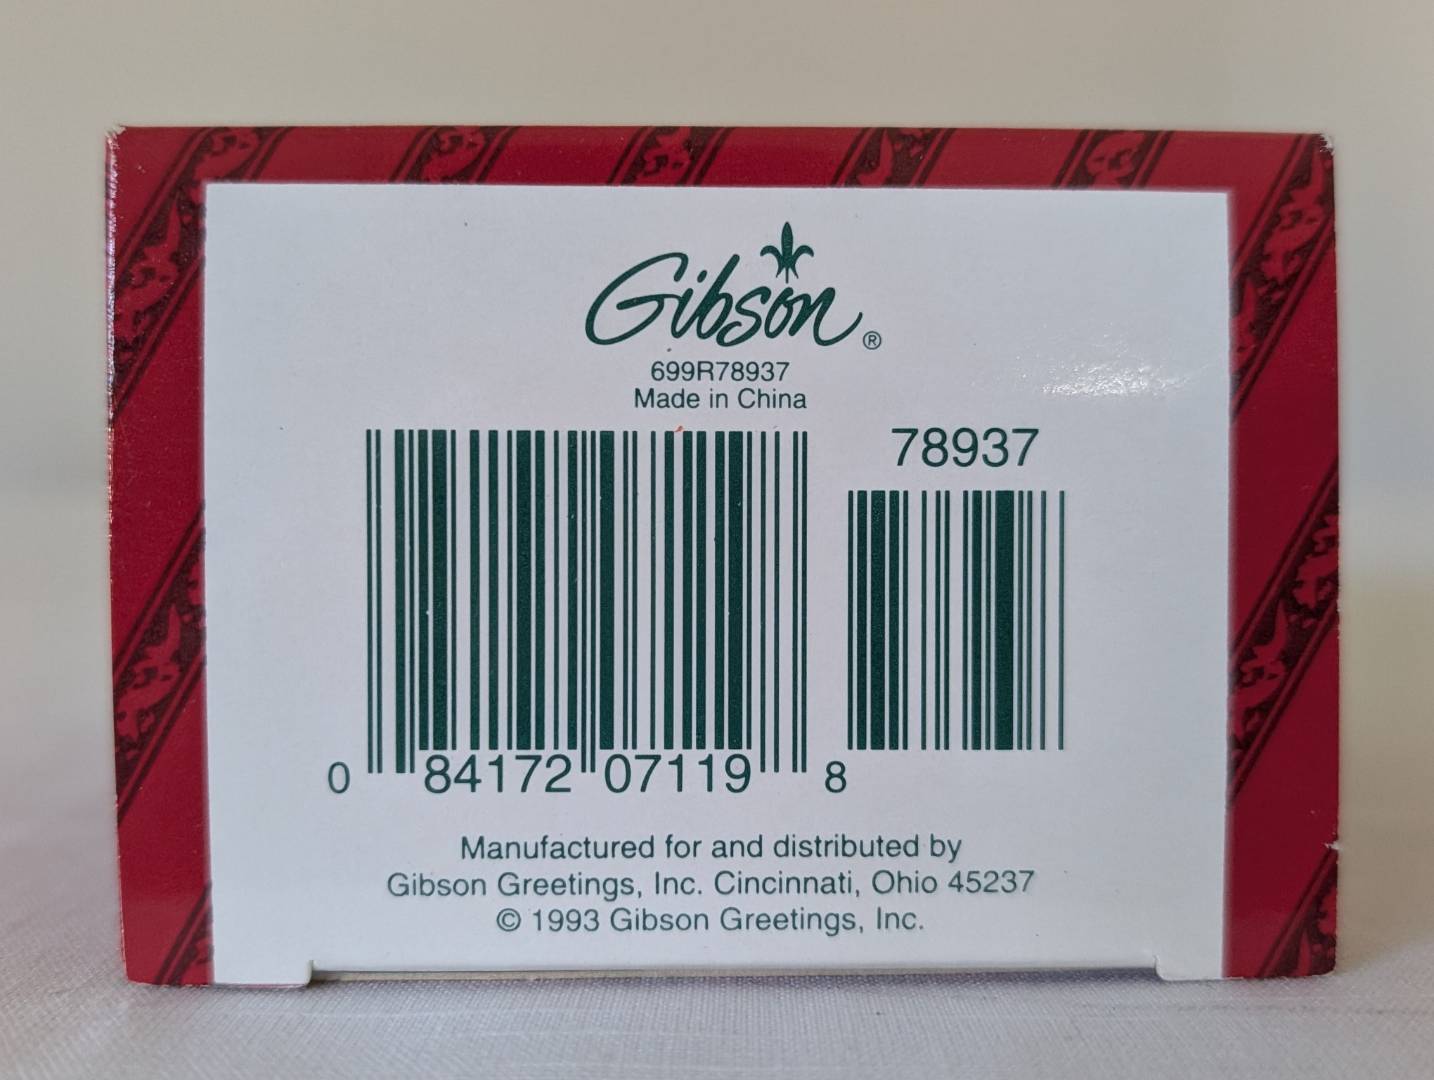 Gibson®
699R78937
Made in China
78937
0 84172 07119 8
Manufactured for and distributed by
Gibson Greetings, Inc. Cincinnati, Ohio 45237
© 1993 Gibson Greetings, Inc.